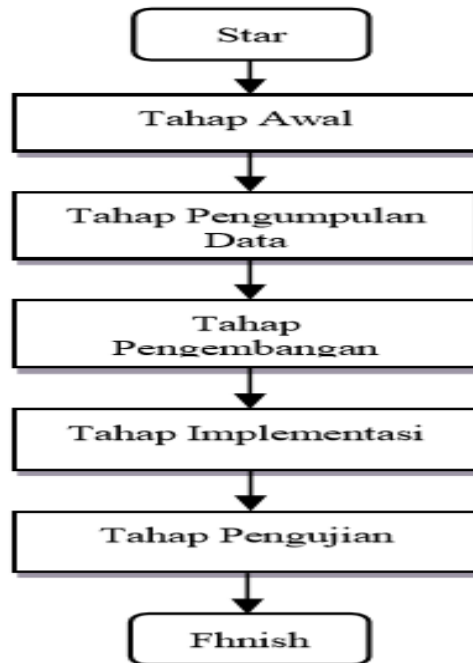 Star
Tahap Awal
Tahap Pengumpulan
Data
Tahap
Pengembangan
Tahap Implementasi
Tahap Pengujian
Fhnish